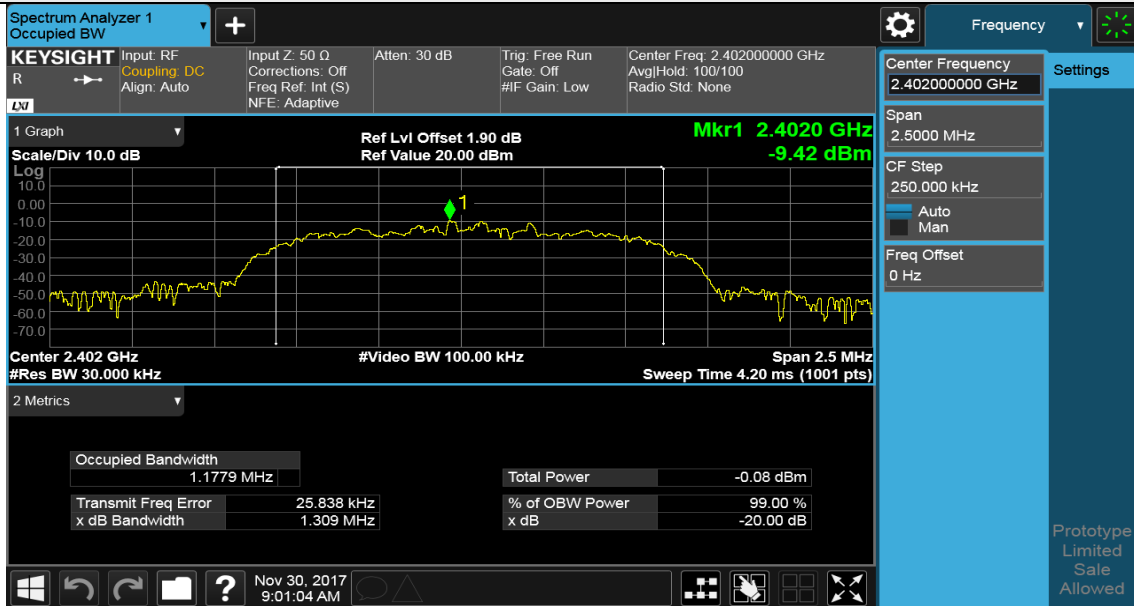 Spectrum Analyzer 1
Occupied BW
+
Frequency
KEYSIGHT
R
LXI
Input: RF
Coupling: DC
Align: Auto
Input Z: 50 Ω
Corrections: Off
Freq Ref: Int (S)
NFE: Adaptive
Atten: 30 dB
Trig: Free Run
Gate: Off
#IF Gain: Low
Center Freq: 2.402000000 GHz
Avg|Hold: 100/100
Radio Std: None
1 Graph
Scale/Div 10.0 dB
Ref Lvl Offset 1.90 dB
Ref Value 20.00 dBm
Mkr1 2.4020 GHz
-9.42 dBm
Log
10.0
0.00
-10.0
-20.0
-30.0
-40.0
-50.0
-60.0
-70.0
1
Center 2.402 GHz
#Res BW 30.000 kHz
#Video BW 100.00 kHz
Span 2.5 MHz
Sweep Time 4.20 ms (1001 pts)
2 Metrics
Occupied Bandwidth
1.1779 MHz
Transmit Freq Error 25.838 kHz
x dB Bandwidth 1.309 MHz
Total Power -0.08 dBm
% of OBW Power 99.00 %
x dB -20.00 dB
Center Frequency
2.402000000 GHz
Span
2.5000 MHz
CF Step
250.000 kHz
Auto
Man
Freq Offset
0 Hz
Settings
Prototype
Limited
Sale
Allowed
?
Nov 30, 2017
9:01:04 AM